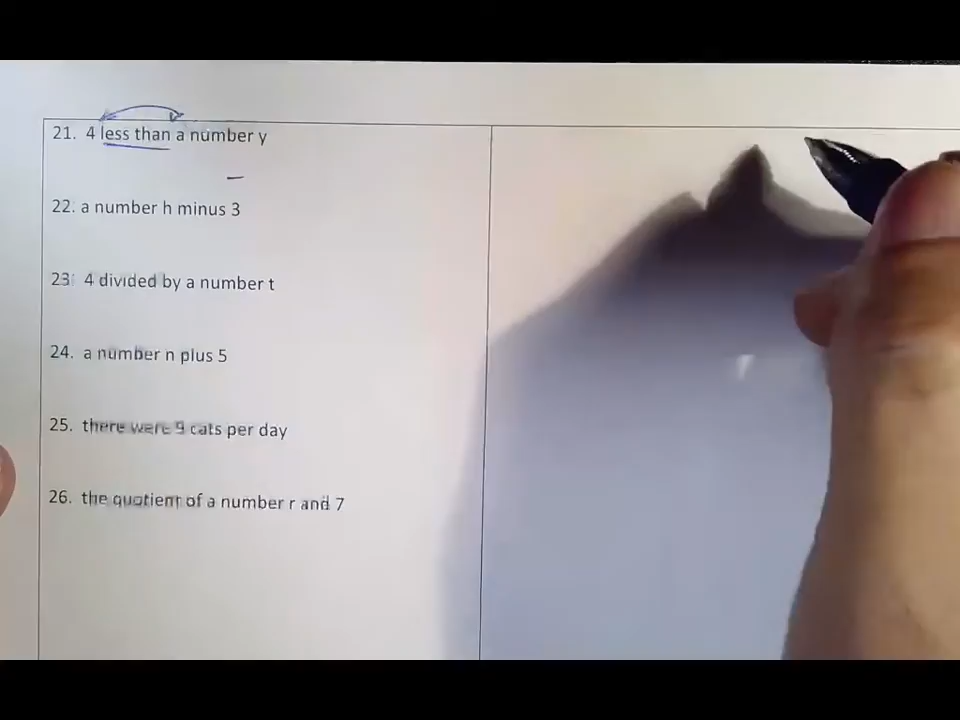 21. 4 less than a number y
22. a number h minus 3
23. 4 divided by a number t
24. a number n plus 5
25. there were 9 cats per day
26. the quotient of a number r and 7